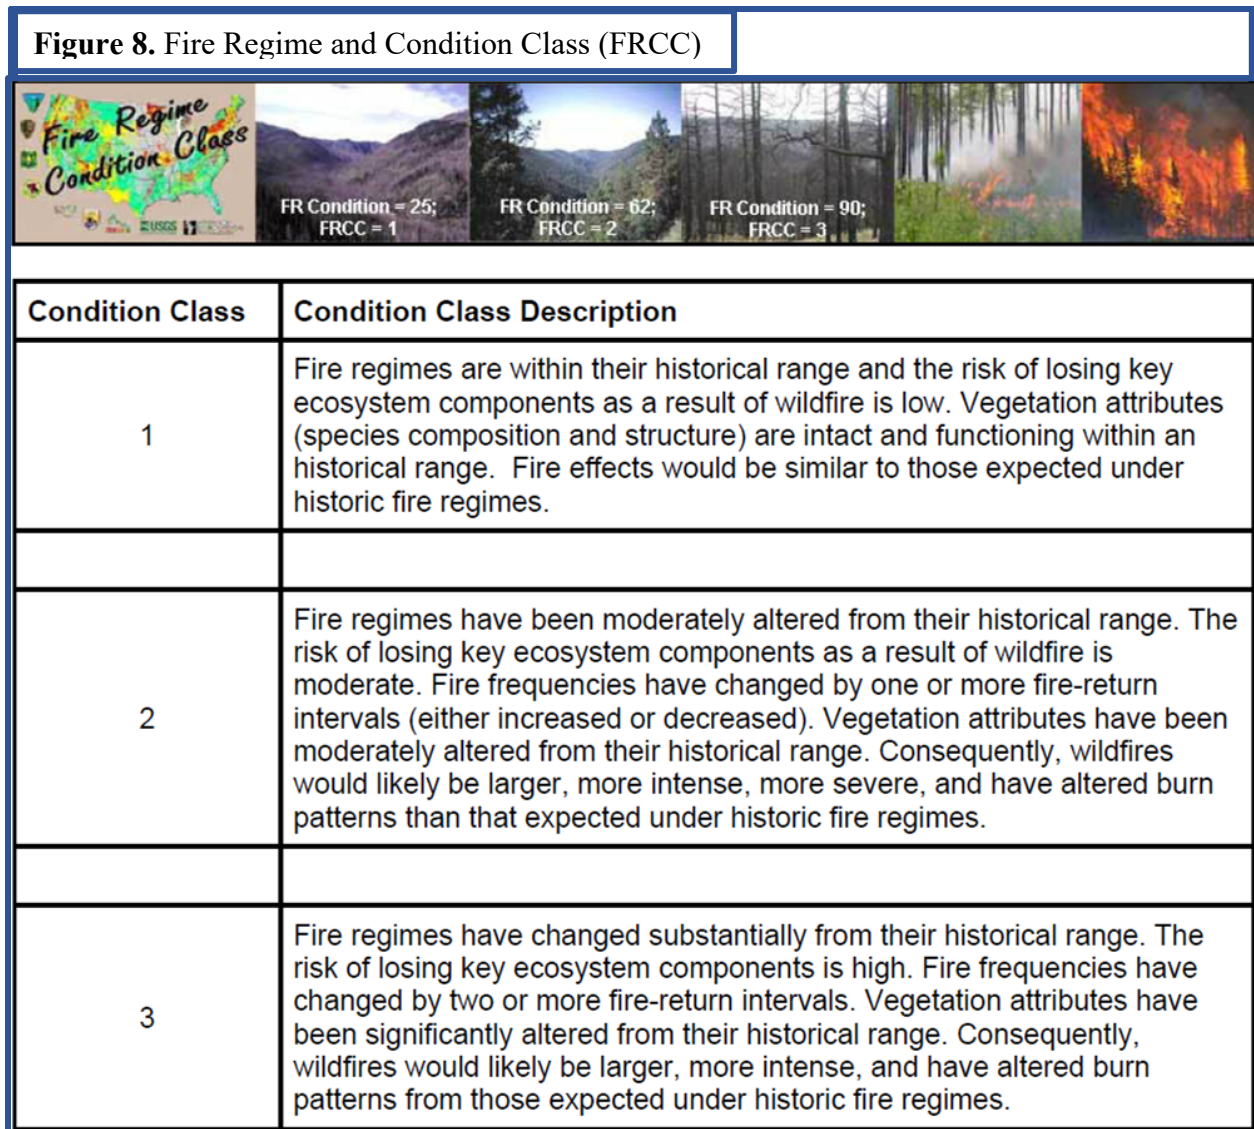 Figure 8. Fire Regime and Condition Class (FRCC)
Fire Regime
Condition Class
USGS
FR Condition = 25;
FRCC = 1
FR Condition = 62;
FRCC = 2
FR Condition = 90;
FRCC = 3
Condition Class
Condition Class Description
1
Fire regimes are within their historical range and the risk of losing key
ecosystem components as a result of wildfire is low. Vegetation attributes
(species composition and structure) are intact and functioning within an
historical range.  Fire effects would be similar to those expected under
historic fire regimes.
2
Fire regimes have been moderately altered from their historical range. The
risk of losing key ecosystem components as a result of wildfire is
moderate. Fire frequencies have changed by one or more fire-return
intervals (either increased or decreased). Vegetation attributes have been
moderately altered from their historical range. Consequently, wildfires
would likely be larger, more intense, more severe, and have altered burn
patterns than that expected under historic fire regimes.
3
Fire regimes have changed substantially from their historical range. The
risk of losing key ecosystem components is high. Fire frequencies have
changed by two or more fire-return intervals. Vegetation attributes have
been significantly altered from their historical range. Consequently,
wildfires would likely be larger, more intense, and have altered burn
patterns from those expected under historic fire regimes.